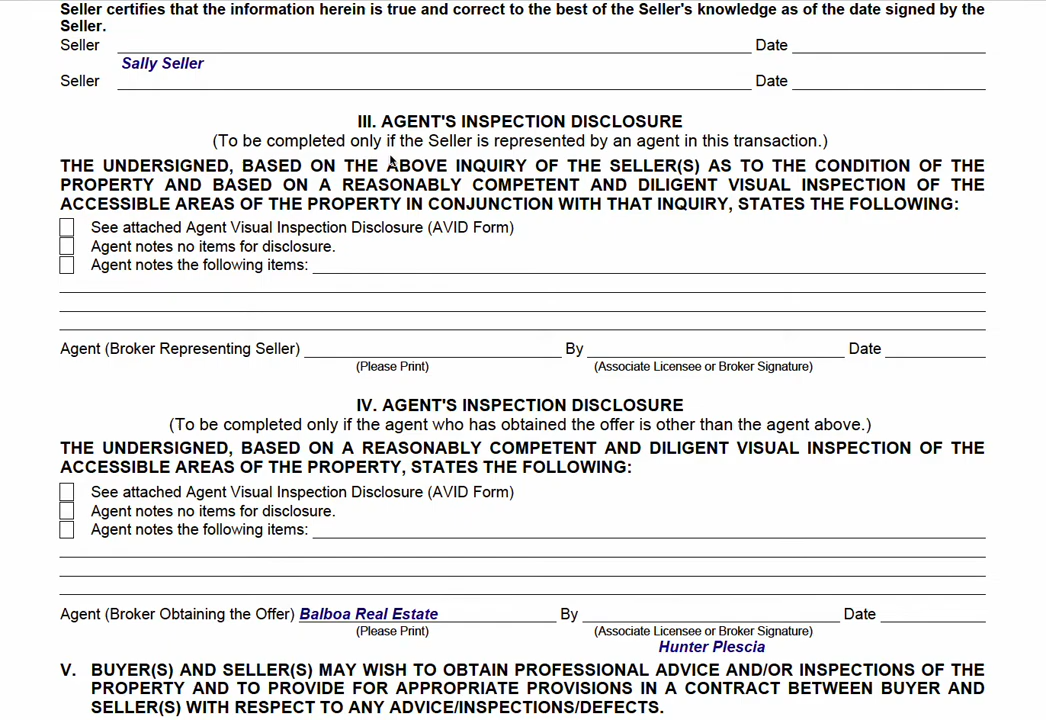 Seller certifies that the information herein is true and correct to the best of the Seller's knowledge as of the date signed by the
Seller.
Seller Date
Sally Seller
Seller Date
III. AGENT'S INSPECTION DISCLOSURE
(To be completed only if the Seller is represented by an agent in this transaction.)
THE UNDERSIGNED, BASED ON THE ABOVE INQUIRY OF THE SELLER(S) AS TO THE CONDITION OF THE
PROPERTY AND BASED ON A REASONABLY COMPETENT AND DILIGENT VISUAL INSPECTION OF THE
ACCESSIBLE AREAS OF THE PROPERTY IN CONJUNCTION WITH THAT INQUIRY, STATES THE FOLLOWING:
See attached Agent Visual Inspection Disclosure (AVID Form)
Agent notes no items for disclosure.
Agent notes the following items:
Agent (Broker Representing Seller) By Date
(Please Print) (Associate Licensee or Broker Signature)
IV. AGENT'S INSPECTION DISCLOSURE
(To be completed only if the agent who has obtained the offer is other than the agent above.)
THE UNDERSIGNED, BASED ON A REASONABLY COMPETENT AND DILIGENT VISUAL INSPECTION OF THE
ACCESSIBLE AREAS OF THE PROPERTY, STATES THE FOLLOWING:
See attached Agent Visual Inspection Disclosure (AVID Form)
Agent notes no items for disclosure.
Agent notes the following items:
Agent (Broker Obtaining the Offer) Balboa Real Estate By Date
(Please Print) (Associate Licensee or Broker Signature)
Hunter Plescia
V. BUYER(S) AND SELLER(S) MAY WISH TO OBTAIN PROFESSIONAL ADVICE AND/OR INSPECTIONS OF THE
PROPERTY AND TO PROVIDE FOR APPROPRIATE PROVISIONS IN A CONTRACT BETWEEN BUYER AND
SELLER(S) WITH RESPECT TO ANY ADVICE/INSPECTIONS/DEFECTS.